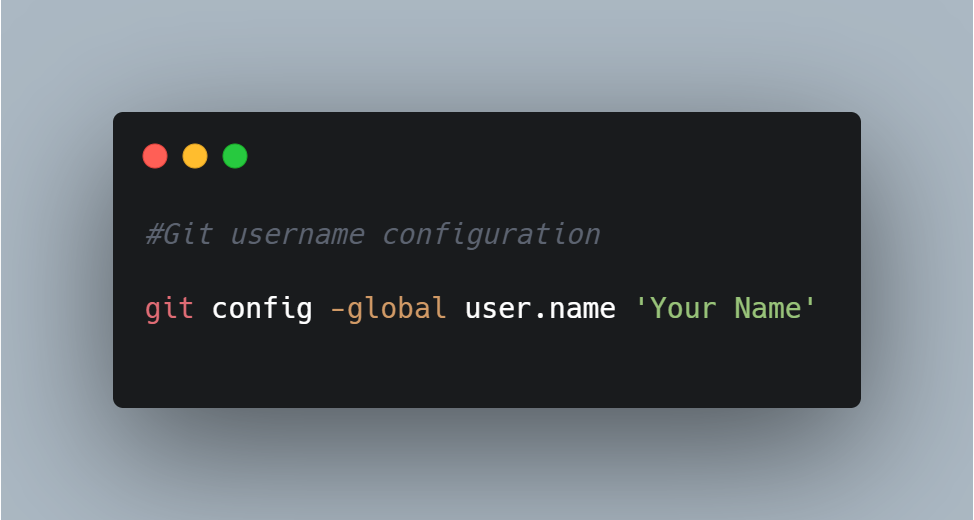 #Git username configuration
git config -global user.name 'Your Name'